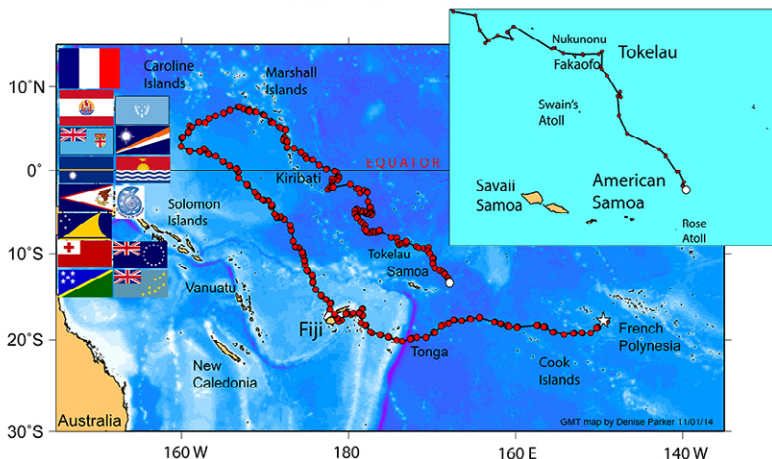 Caroline
Islands
Marshall
Islands
Nukunonu
Fakaofo
Tokelau
Swain's
Atoll
Savaii
Samoa
American
Samoa
Rose
Atoll
10°N
0°
10°S
20°S
30°S
EQUATOR
Kiribati
Solomon
Islands
Tokelau
Samoa
Vanuatu
Fiji
New
Caledonia
Tonga
Cook
Islands
French
Polynesia
Australia
GMT map by Denise Parker 11/01/14
160 W
180
160 E
140 W